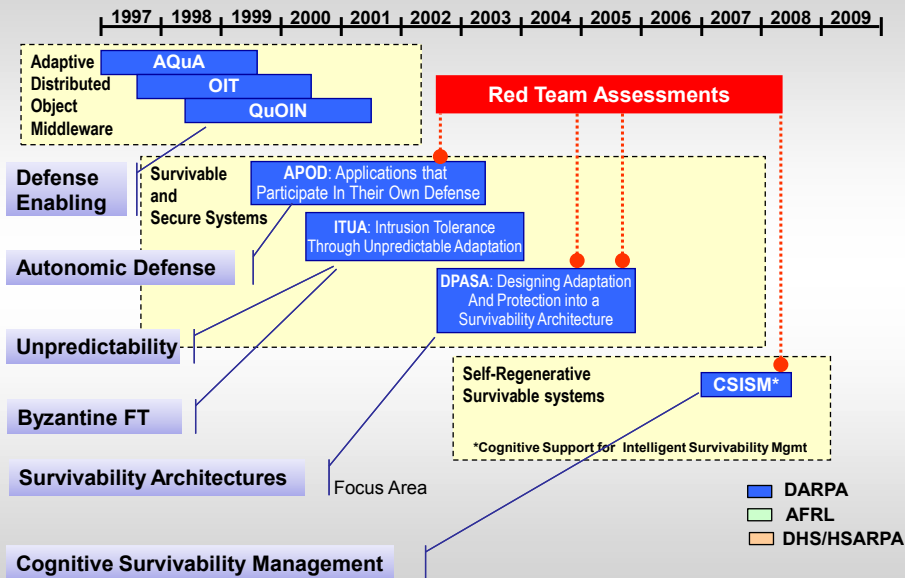 1997 1998 1999 2000 2001 2002 2003 2004 2005 2006 2007 2008 2009
Adaptive
Distributed
Object
Middleware
AQuA
OIT
QuOIN
Red Team Assessments
Defense
Enabling
Survivable
and
Secure Systems
APOD: Applications that
Participate In Their Own Defense
ITUA: Intrusion Tolerance
Through Unpredictable Adaptation
Autonomic Defense
DPASA: Designing Adaptation
And Protection into a
Survivability Architecture
Unpredictability
Self-Regenerative
Survivable systems
CSISM*
Byzantine FT
*Cognitive Support for Intelligent Survivability Mgmt
Survivability Architectures
Focus Area
DARPA
AFRL
DHS/HSARPA
Cognitive Survivability Management